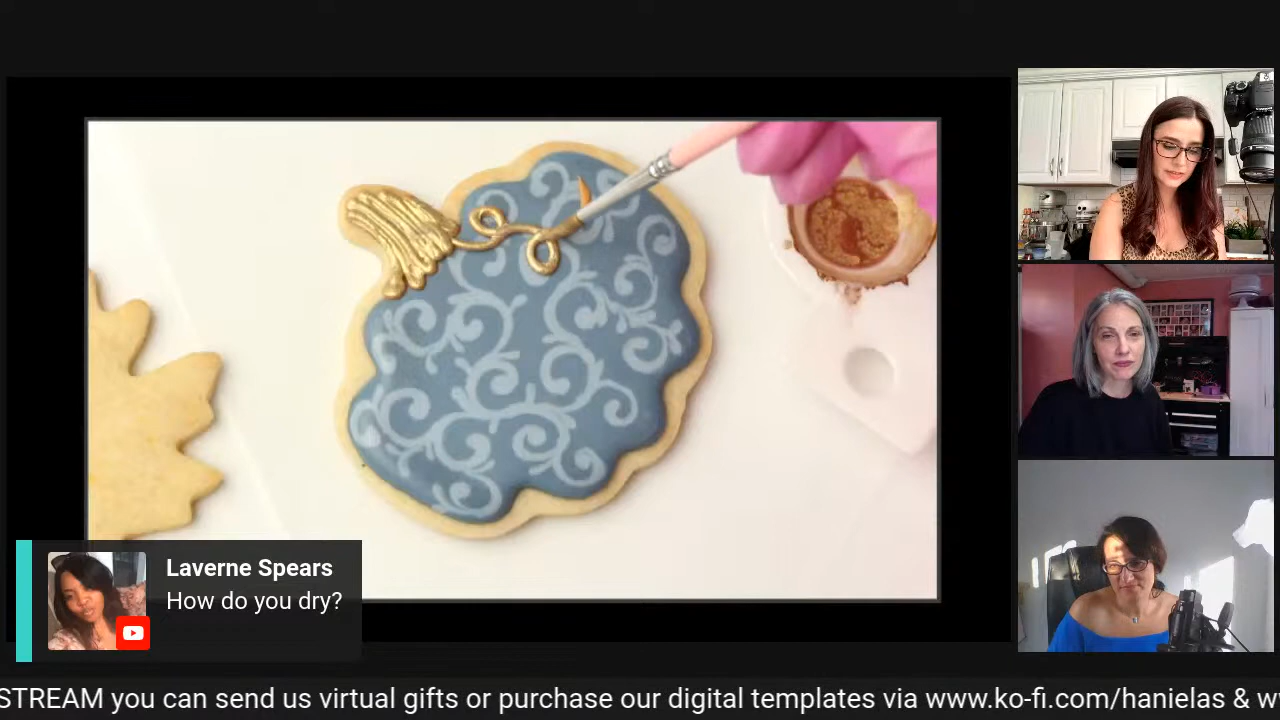 Laverne Spears
How do you dry?
STREAM you can send us virtual gifts or purchase our digital templates via www.ko-fi.com/hanielas & w